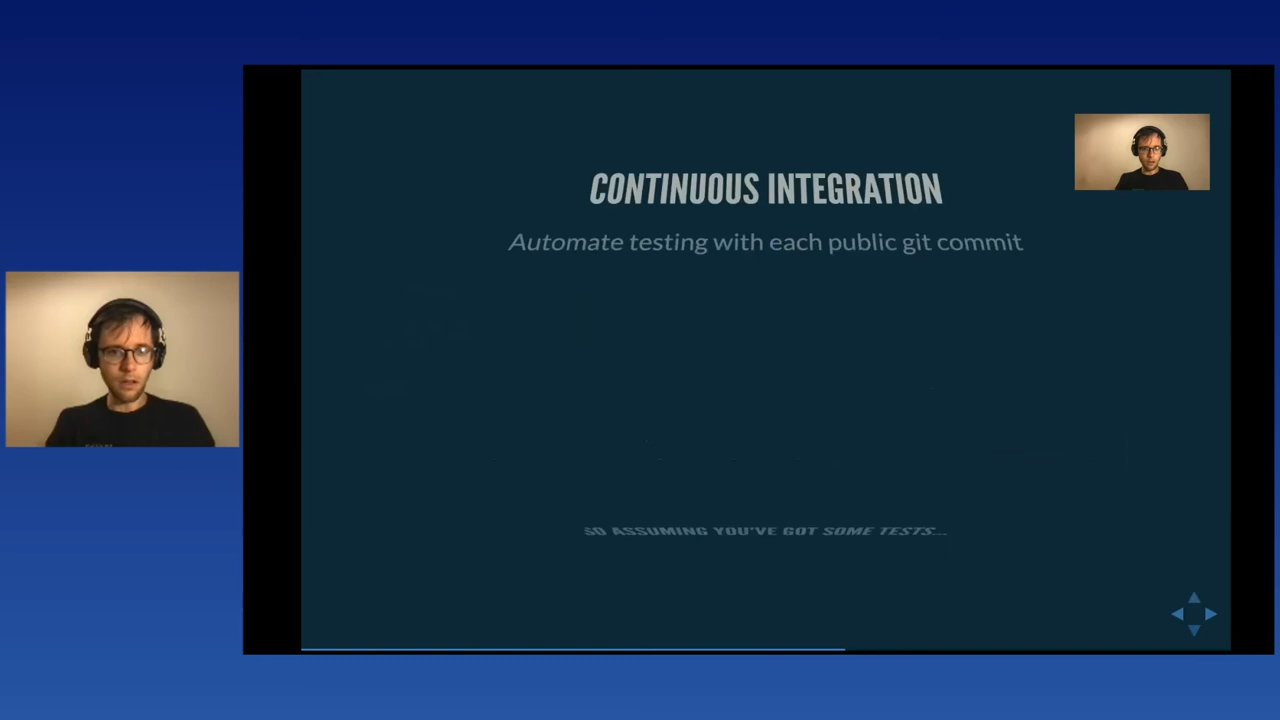 CONTINUOUS INTEGRATION
Automate testing with each public git commit
SO ASSUMING YOU'VE GOT SOME TESTS...